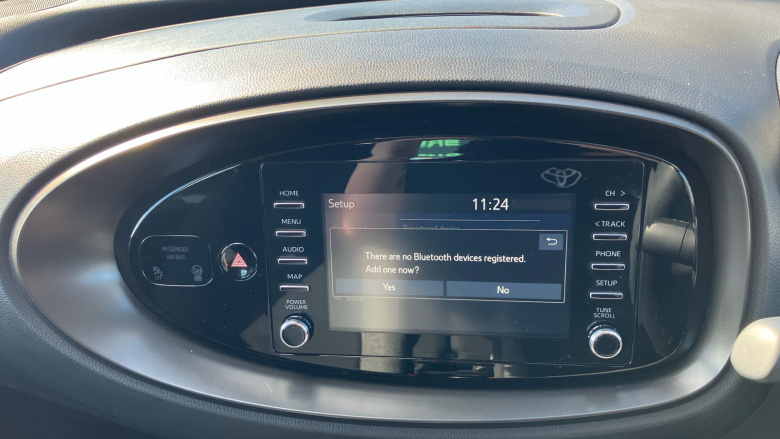 HOME
MENU
AUDIO
MAP
POWER
VOLUME
PASSENGER
AIR BAG
Setup
11:24
There are no Bluetooth devices registered.
Add one now?
Yes
No
CH >
< TRACK
PHONE
SETUP
TUNE
SCROLL